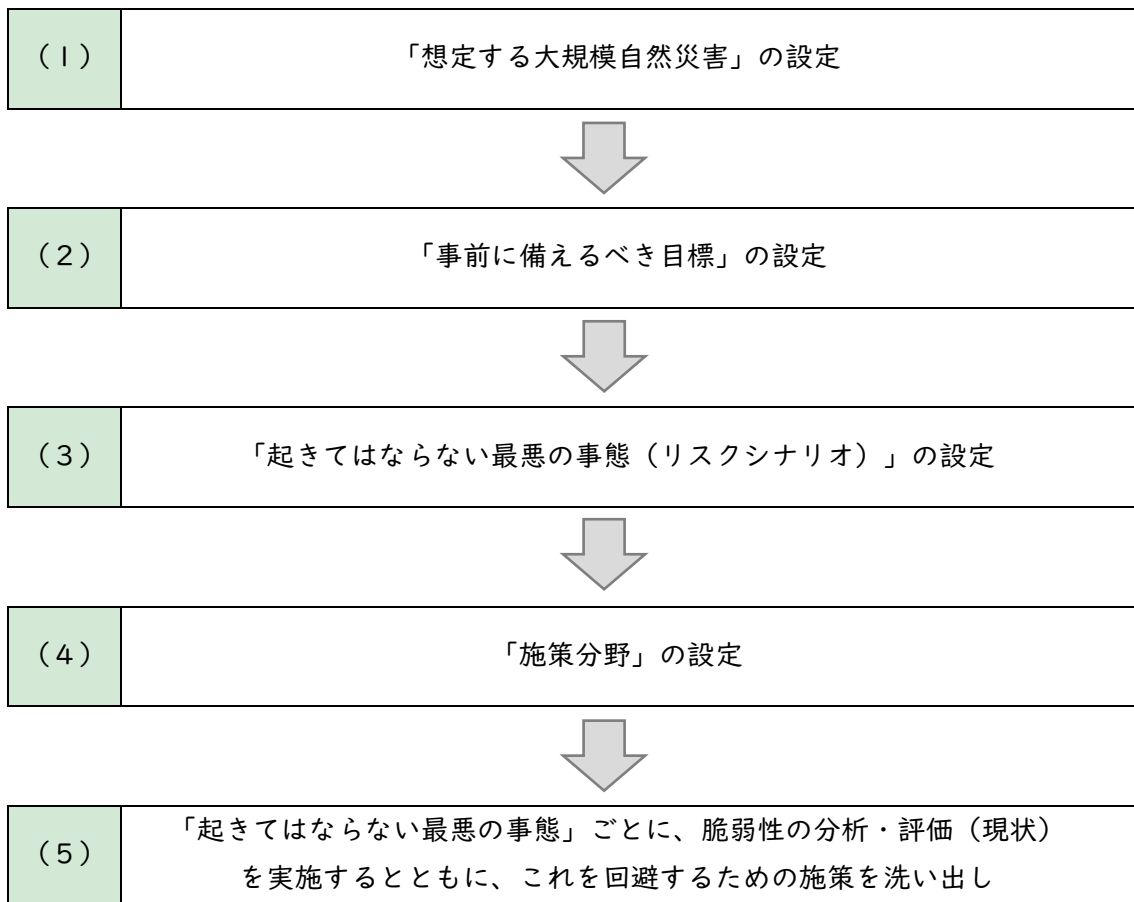 (1)
「想定する大規模自然災害」の設定
(2)
「事前に備えるべき目標」の設定
(3)
「起きてはならない最悪の事態（リスクシナリオ）」の設定
(4)
「施策分野」の設定
(5)
「起きてはならない最悪の事態」ごとに、脆弱性の分析・評価（現状）
を実施するとともに、これを回避するための施策を洗い出し